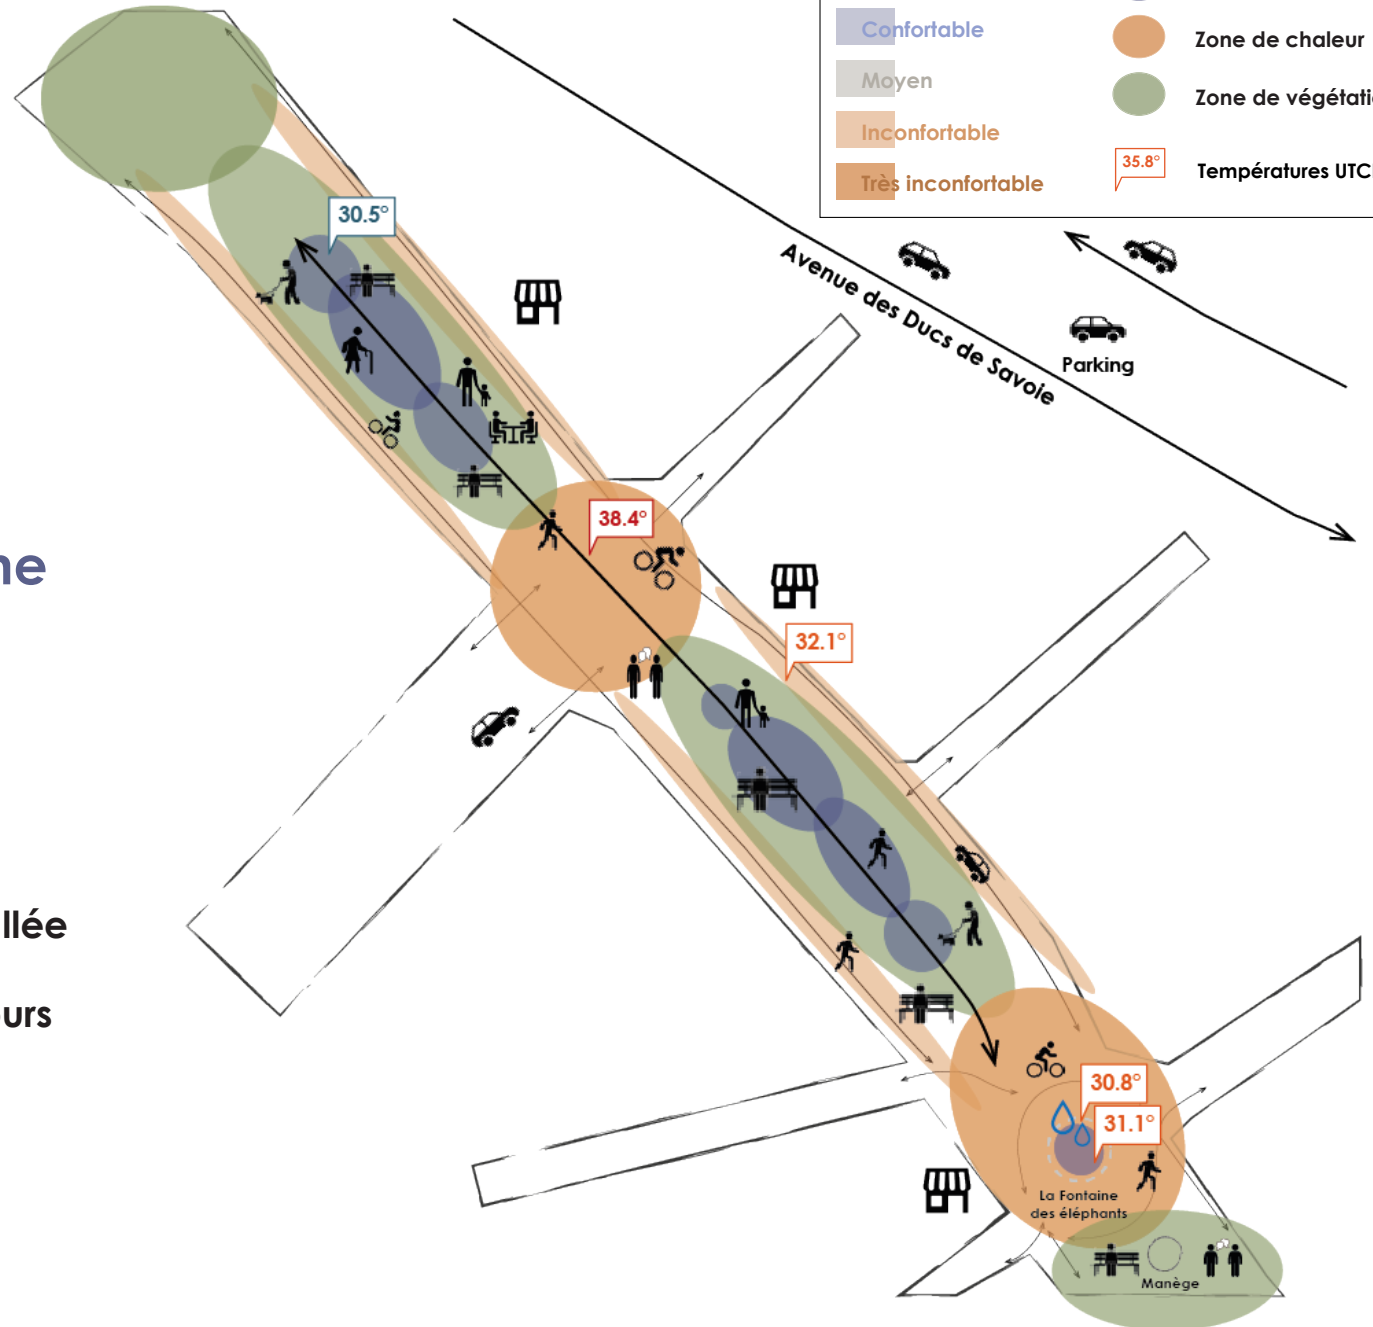 Confortable
Zone de chaleur
Moyen
Zone de végétati
Inconfortable
35.8°
Températures UTC
Très inconfortable
30.5°
Avenue des Ducs de Savoie
Parking
38.4°
ne
32.1°
llée
urs
30.8°
31.1°
La Fontaine
des éléphants
Manège